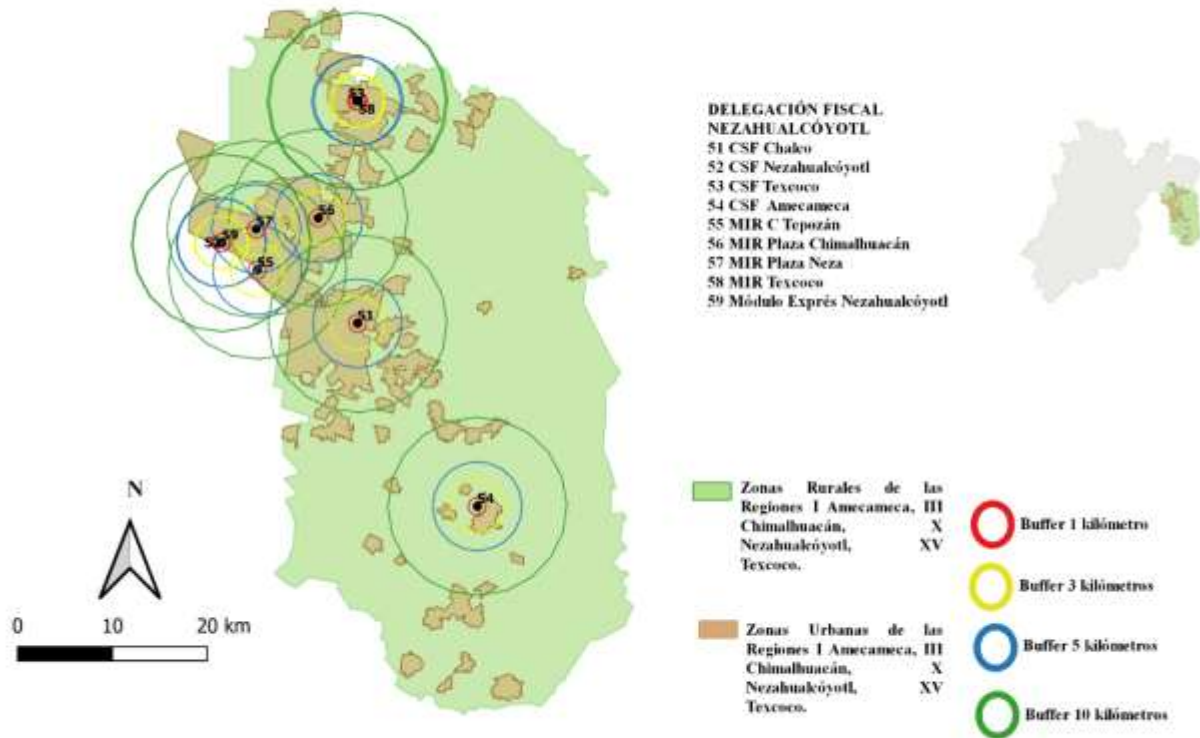 DELEGACIÓN FISCAL
NEZAHUALCÓYOTL
51 CSF Chalco
52 CSF Nezahualcóyotl
53 CSF Texcoco
54 CSF Amecameca
55 MIR C Tepozán
56 MIR Plaza Chimalhuacán
57 MIR Plaza Neza
58 MIR Texcoco
59 Módulo Exprés Nezahualcóyotl
53
58
56
57
59
55
51
54
N
0 10 20 km
Zonas Rurales de las
Regiones I Amecameca, III
Chimalhuacán, X
Nezahualcóyotl, XV
Texcoco.
Zonas Urbanas de las
Regiones I Amecameca, III
Chimalhuacán, X
Nezahualcóyotl, XV
Texcoco.
Buffer 1 kilómetro
Buffer 3 kilómetros
Buffer 5 kilómetros
Buffer 10 kilómetros